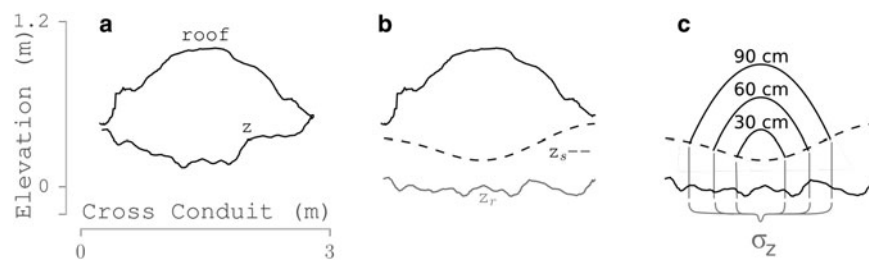 1.2
Elevation (m)
0
a
roof
z
Cross Conduit (m)
0
3
b
z_s--
z_r
c
90 cm
60 cm
30 cm
σ_z